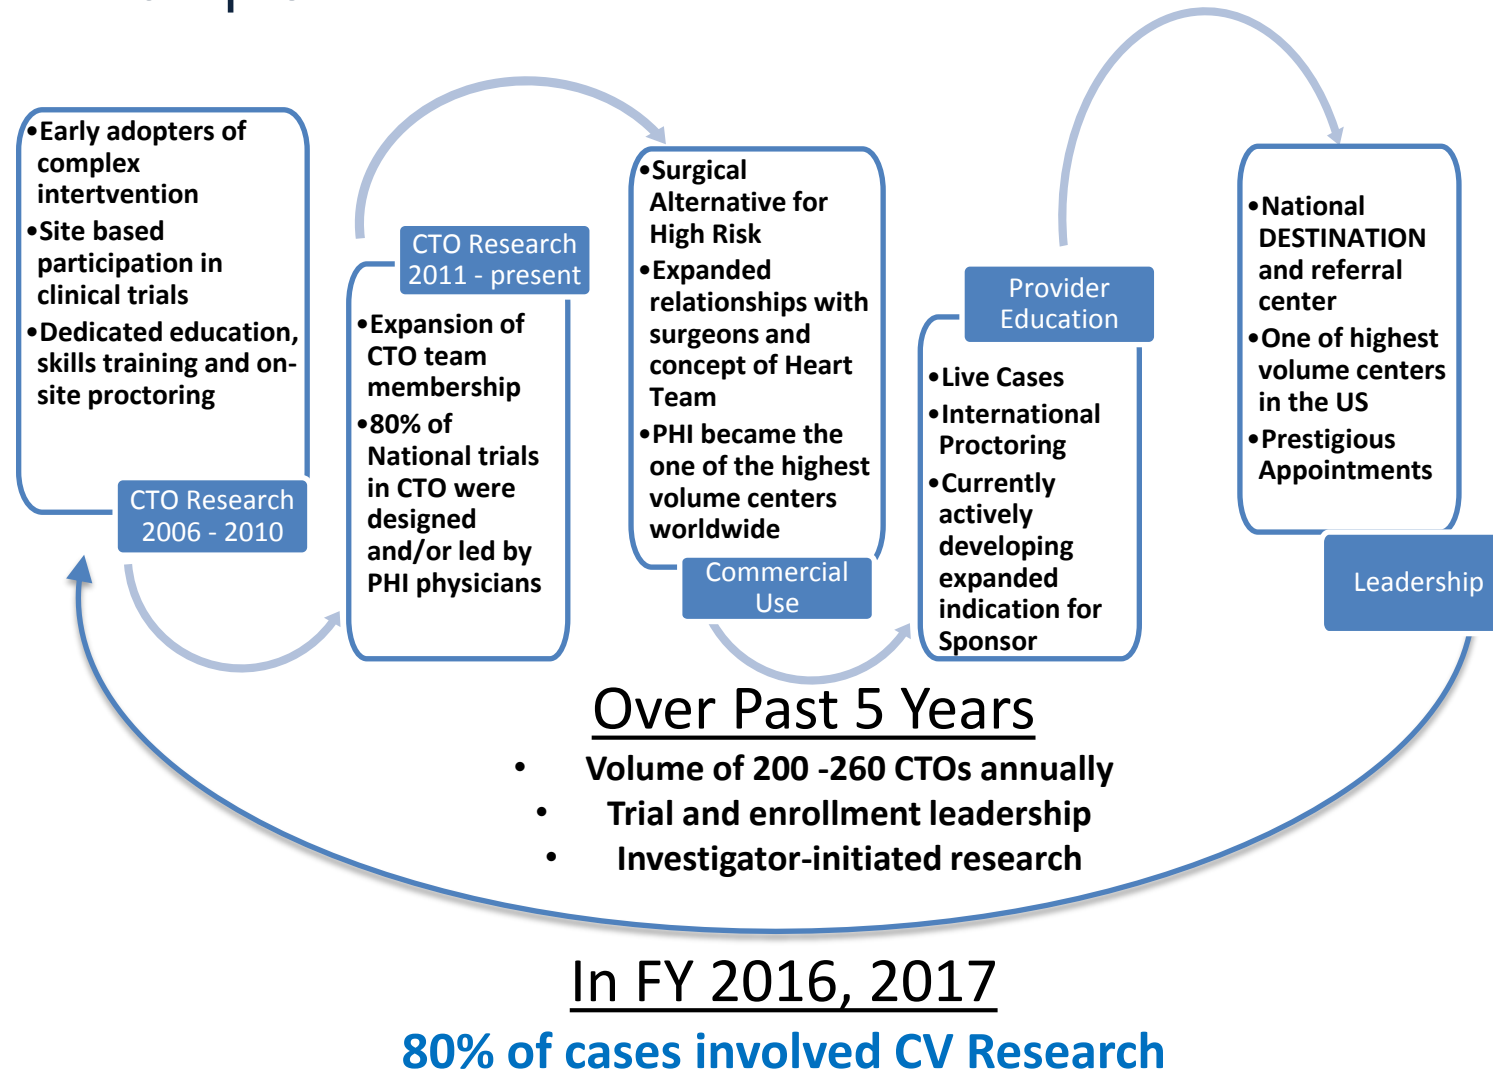 •Early adopters of
complex
intertvention
•Site based
participation in
clinical trials
•Dedicated education,
skills training and on-
site proctoring
CTO Research
2006 - 2010
CTO Research
2011 - present
•Expansion of
CTO team
membership
•80% of
National trials
in CTO were
designed
and/or led by
PHI physicians
•Surgical
Alternative for
High Risk
•Expanded
relationships with
surgeons and
concept of Heart
Team
•PHI became the
one of the highest
volume centers
worldwide
Commercial
Use
Provider
Education
•Live Cases
•International
Proctoring
•Currently
actively
developing
expanded
indication for
Sponsor
•National
DESTINATION
and referral
center
•One of highest
volume centers
in the US
•Prestigious
Appointments
Leadership
Over Past 5 Years
• Volume of 200 -260 CTOs annually
• Trial and enrollment leadership
• Investigator-initiated research
In FY 2016, 2017
80% of cases involved CV Research